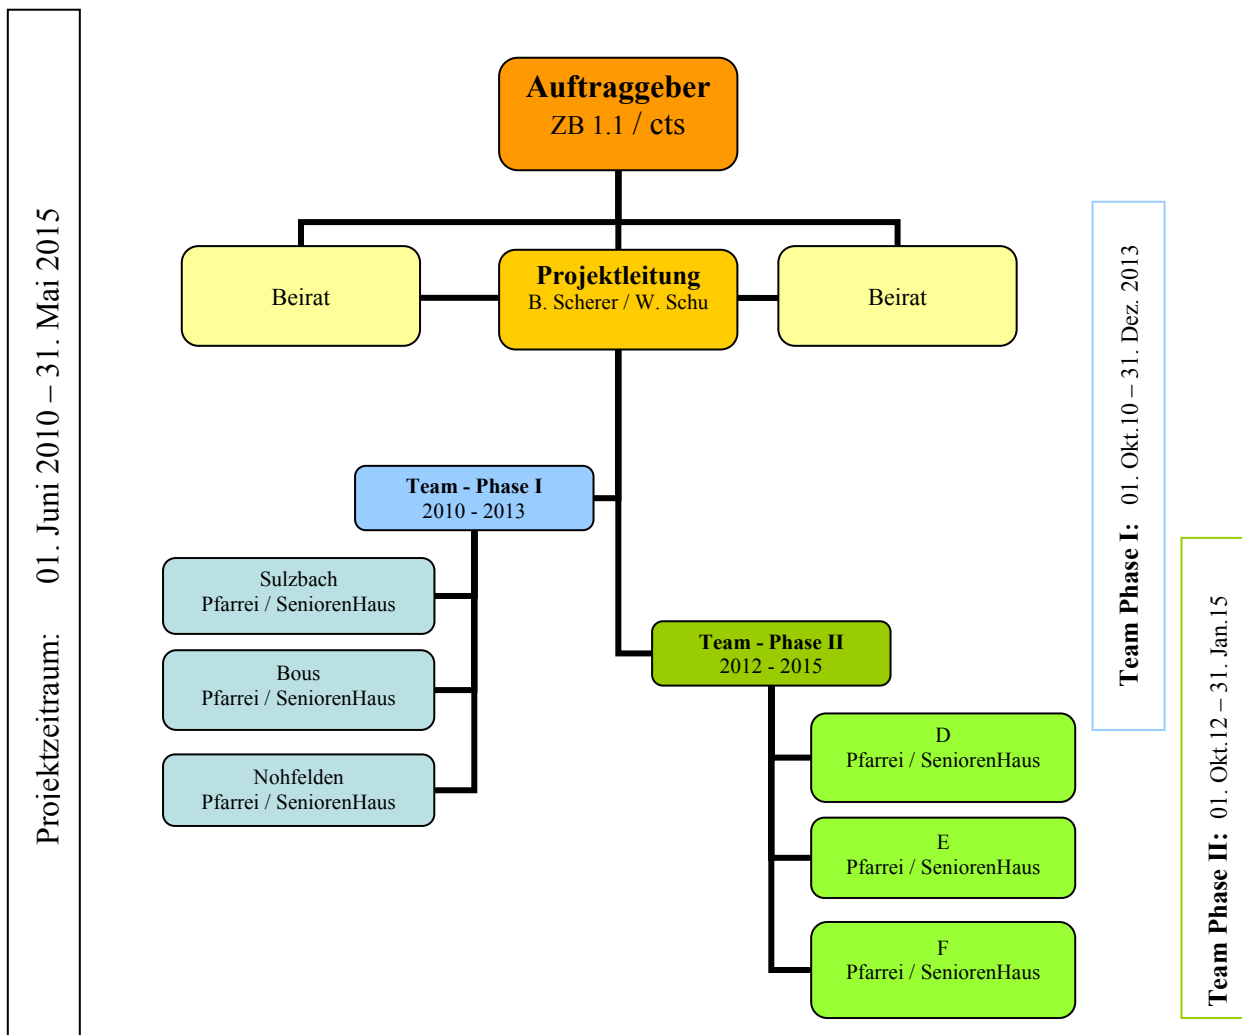 Projektzeitraum: 01. Juni 2010 – 31. Mai 2015
Auftraggeber
ZB 1.1 / cts
Beirat
Projektleitung
B. Scherer / W. Schu
Beirat
Team - Phase I
2010 - 2013
Sulzbach
Pfarrei / SeniorenHaus
Bous
Pfarrei / SeniorenHaus
Nohfelden
Pfarrei / SeniorenHaus
Team - Phase II
2012 - 2015
D
Pfarrei / SeniorenHaus
E
Pfarrei / SeniorenHaus
F
Pfarrei / SeniorenHaus
Team Phase I: 01. Okt.10 – 31. Dez. 2013
Team Phase II: 01. Okt.12 – 31. Jan.15